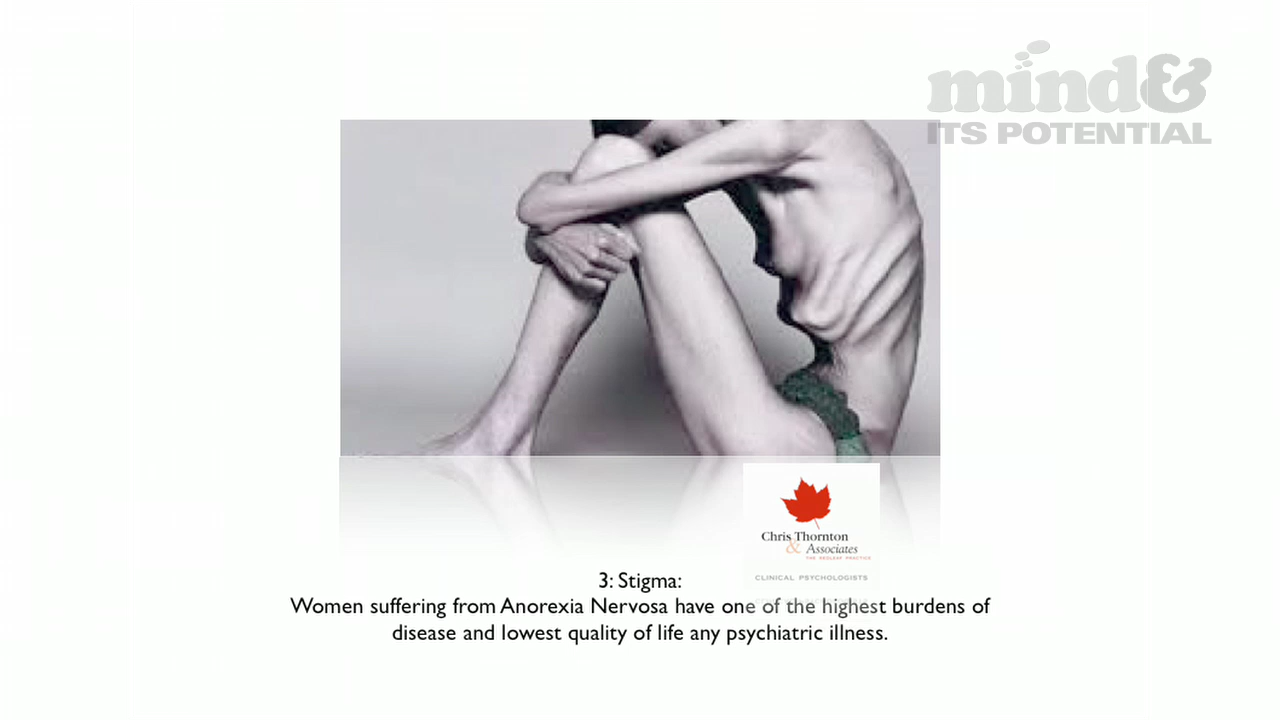 mind&
ITS POTENTIAL
Chris Thornton
& Associates
THE REDLEAF PRACTICE
CLINICAL PSYCHOLOGISTS
3: Stigma:
Women suffering from Anorexia Nervosa have one of the highest burdens of
disease and lowest quality of life any psychiatric illness.